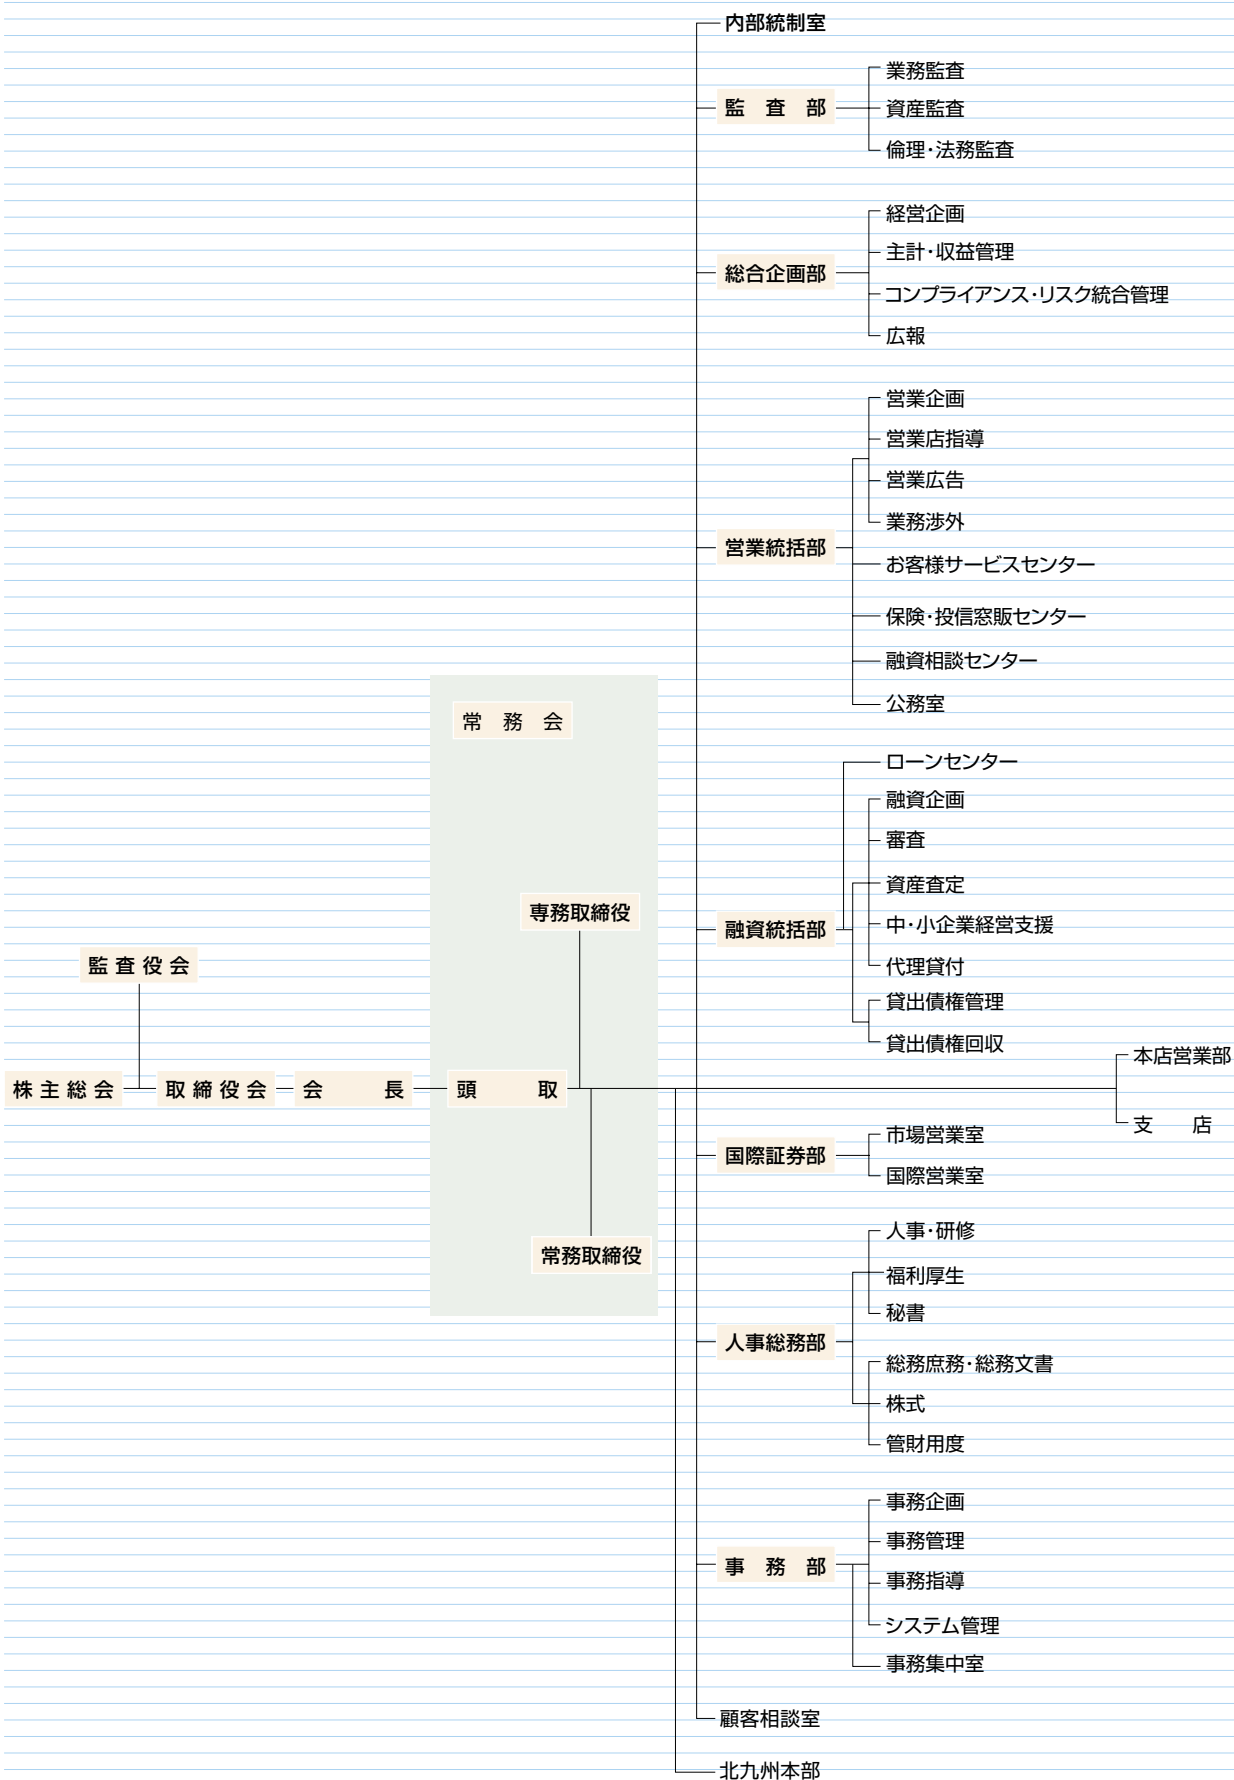 内部統制室
監査部
業務監査
資産監査
倫理・法務監査
総合企画部
経営企画
主計・収益管理
コンプライアンス・リスク統合管理
広報
営業統括部
営業企画
営業店指導
営業広告
業務渉外
お客様サービスセンター
保険・投信窓販センター
融資相談センター
公務室
常務会
専務取締役
監査役会
株主総会
取締役会
会長
頭取
常務取締役
融資統括部
ローンセンター
融資企画
審査
資産査定
中・小企業経営支援
代理貸付
貸出債権管理
貸出債権回収
本店営業部
支店
国際証券部
市場営業室
国際営業室
人事総務部
人事・研修
福利厚生
秘書
総務庶務・総務文書
株式
管財用度
事務部
事務企画
事務管理
事務指導
システム管理
事務集中室
顧客相談室
北九州本部